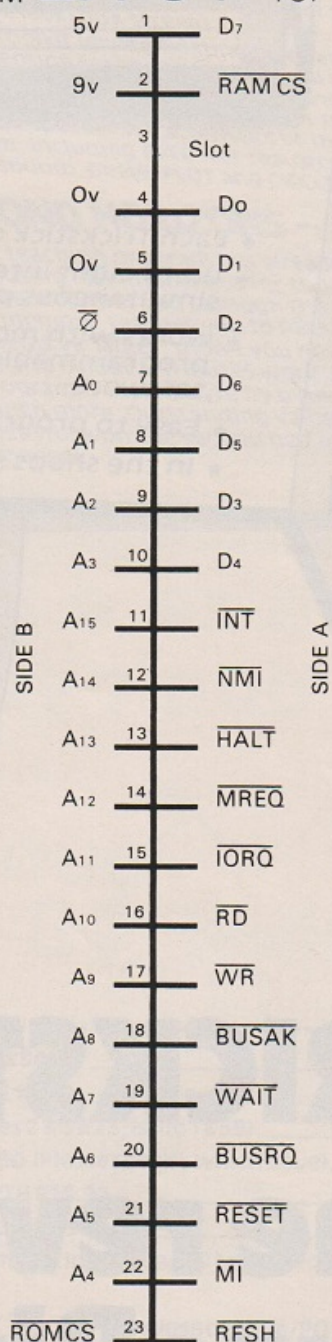 5v 1 D7
9v 2 RAM CS
3 Slot
0v 4 Do
0v 5 D1
Ø 6 D2
A0 7 D6
A1 8 D5
A2 9 D3
A3 10 D4
A15 11 INT
A14 12 NMI
A13 13 HALT
A12 14 MREQ
A11 15 IORQ
A10 16 RD
A9 17 WR
A8 18 BUSAK
A7 19 WAIT
A6 20 BUSRQ
A5 21 RESET
A4 22 MI
ROMCS 23 RFSH
SIDE B
SIDE A